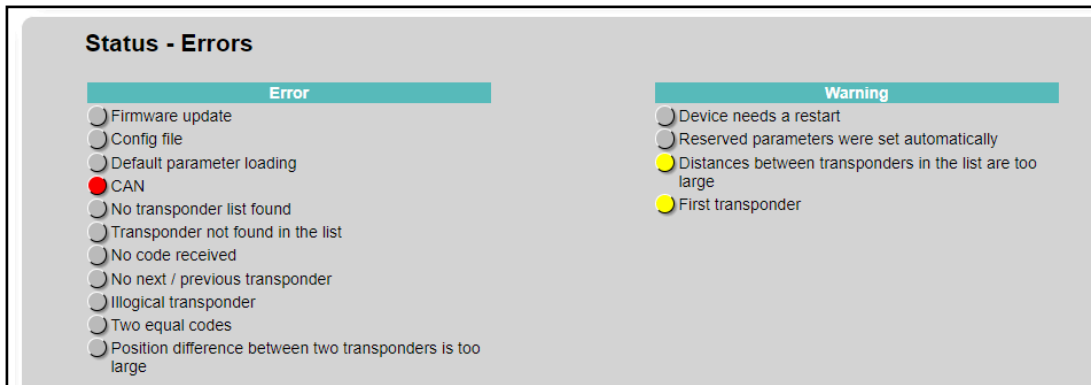 Status - Errors
Error
Firmware update
Config file
Default parameter loading
CAN
No transponder list found
Transponder not found in the list
No code received
No next / previous transponder
Illogical transponder
Two equal codes
Position difference between two transponders is too
large
Warning
Device needs a restart
Reserved parameters were set automatically
Distances between transponders in the list are too
large
First transponder